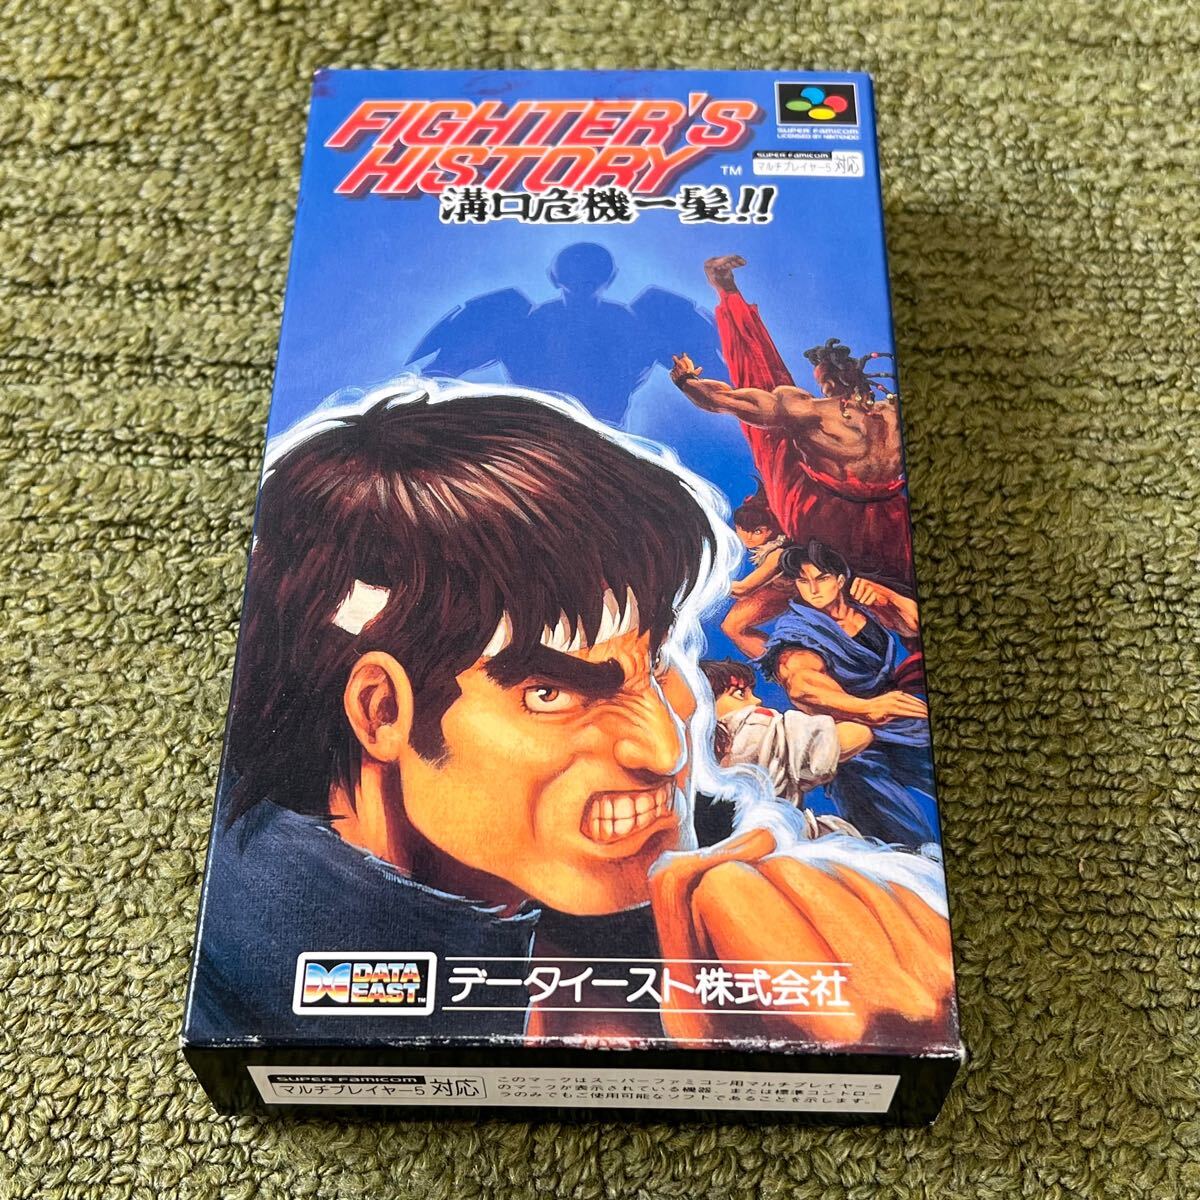 FIGHTER'S
HISTORY
TM
溝口危機一髪!!
SUPER FAMICOM
LICENSED BY NINTENDO
SUPER FAMICOM
マルチプレイヤー5 対応
DATA
EAST
TM
データイースト株式会社
SUPER FAMICOM
マルチプレイヤー5 対応
このマークはスーパーファミコン用マルチプレイヤー5
のマークが表示されている機器 または標準コントロー
ラのみでもご使用可能なソフトであることを示します。